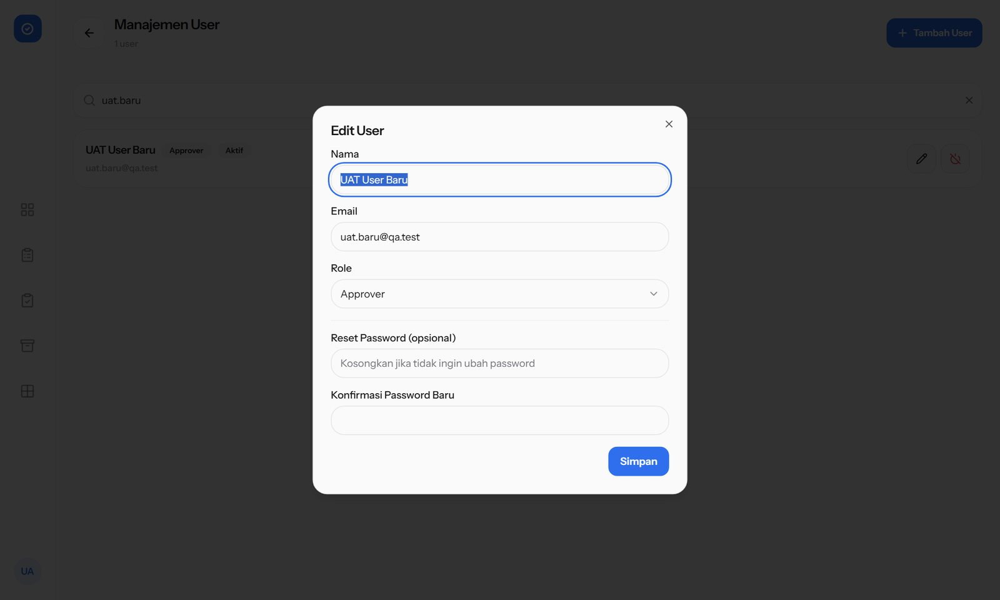 Manajemen User
1 user
Tambah User
uat.baru
UAT User Baru Approver Aktif
uat.baru@qa.test
Edit User
Nama
UAT User Baru
Email
uat.baru@qa.test
Role
Approver
Reset Password (opsional)
Kosongkan jika tidak ingin ubah password
Konfirmasi Password Baru
Simpan
UA